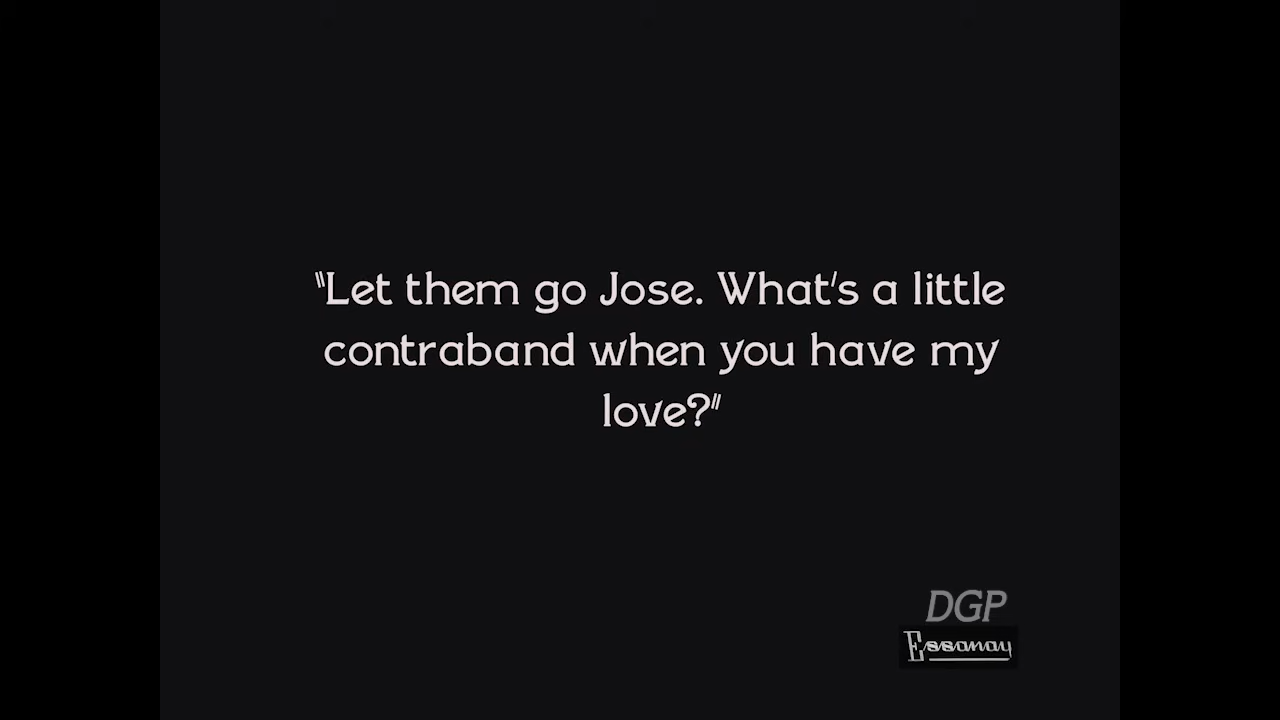 "Let them go Jose. What's a little
contraband when you have my
love?"
DGP
Essanay